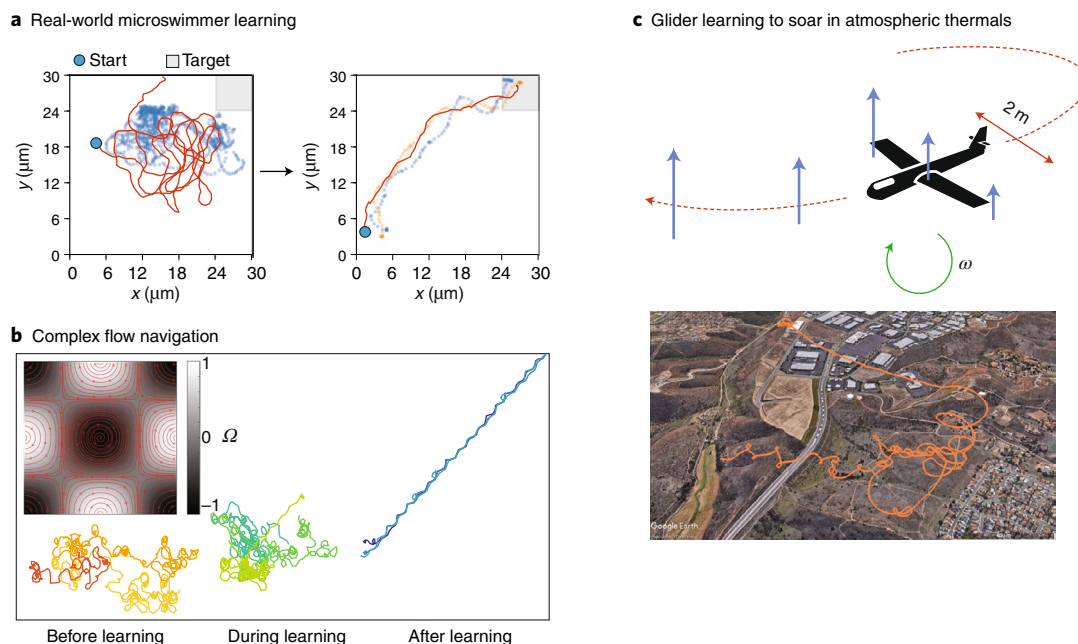 a Real-world microswimmer learning
Start
Target
30
24
18
12
6
0
y (μm)
0 6 12 18 24 30
x (μm)
30
24
18
12
6
0
y (μm)
0 6 12 18 24 30
x (μm)
b Complex flow navigation
1
0
−1
Ω
Before learning
During learning
After learning
c Glider learning to soar in atmospheric thermals
2 m
ω
Google Earth